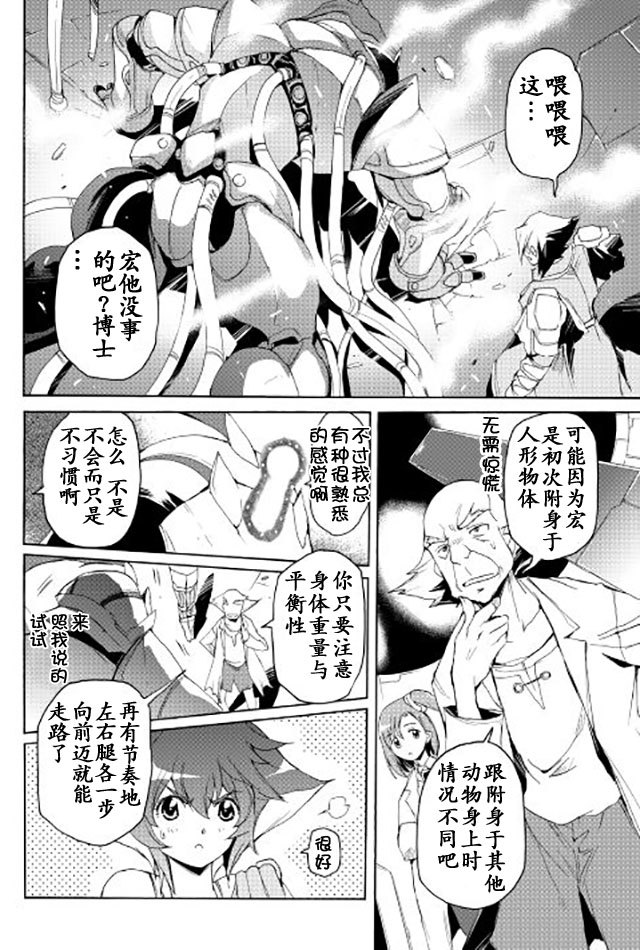 喂喂喂
这…
宏他没事
的吧？博士
…
可能因为宏
是初次附身于
人形物体
无需惊慌
跟附身于其他
动物身上时
情况不同吧
不过我总
有种很熟悉
的感觉啊
怎么 不是
不会而只是
不习惯啊
你只要注意
身体重量与
平衡性
来
照我说的
试试
再有节奏地
左右腿各一步
向前迈就能
走路了
很好